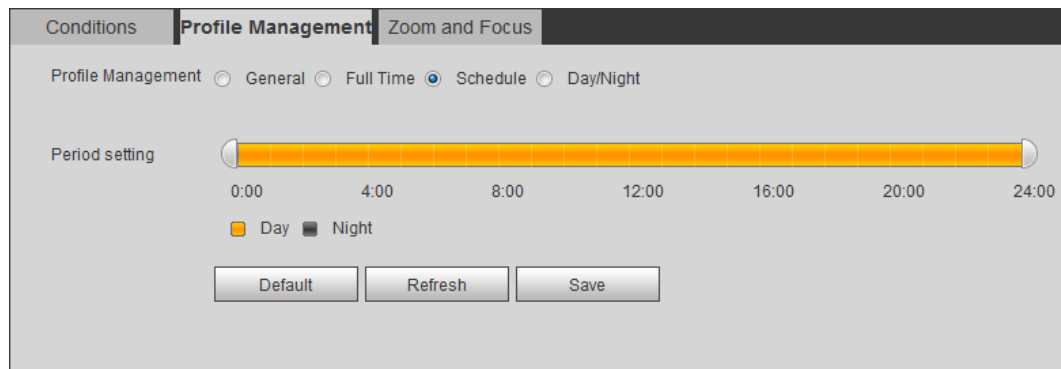 Conditions Profile Management Zoom and Focus
Profile Management General Full Time Schedule Day/Night
Period setting
0:00 4:00 8:00 12:00 16:00 20:00 24:00
Day Night
Default Refresh Save